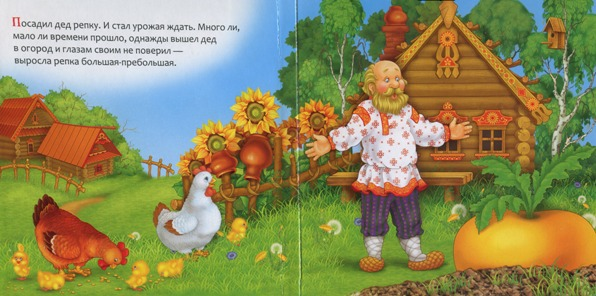 Посадил дед репку. И стал урожая ждать. Много ли,
мало ли времени прошло, однажды вышел дед
в огород и глазам своим не поверил —
выросла репка большая-пребольшая.